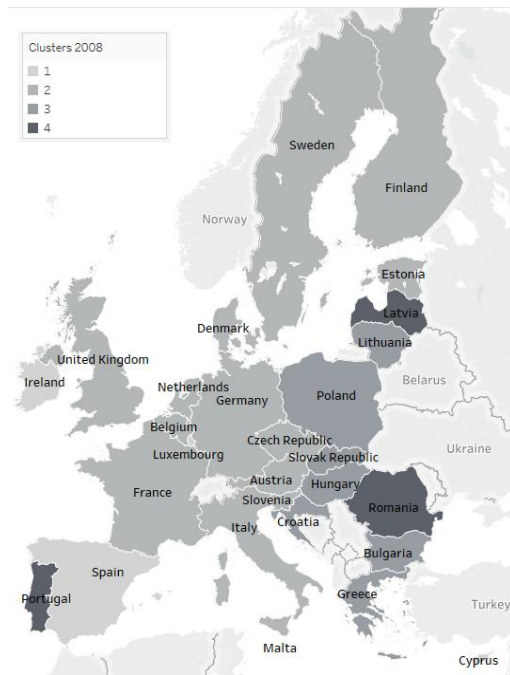 Clusters 2008
1
2
3
4
Sweden
Finland
Norway
Estonia
Latvia
Denmark
Lithuania
United Kingdom
Ireland
Belarus
Netherlands
Germany
Poland
Belgium
Czech Republic
Ukraine
Luxembourg
Slovak Republic
Austria
Hungary
France
Slovenia
Romania
Croatia
Italy
Bulgaria
Spain
Greece
Portugal
Turkey
Malta
Cyprus